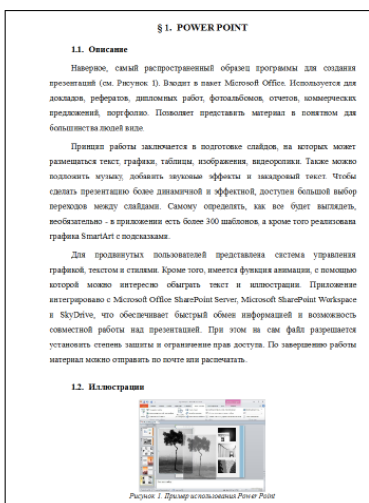 § 1. POWER POINT
1.1. Описание
Наверное, самый распространенный образец программы для создания
презентаций (см. Рисунок 1). Входит в пакет Microsoft Office. Используется для
докладов, рефератов, дипломных работ, фотоальбомов, отчетов, коммерческих
предложений, портфолио. Позволяет представить материал в понятном для
большинства людей виде.
Принцип работы заключается в подготовке слайдов, на которых может
размещаться текст, графики, таблицы, изображения, видеоролики. Также можно
подложить музыку, добавить звуковые эффекты и закадровый текст. Чтобы
сделать презентацию более динамичной и эффектной, доступен большой выбор
переходов между слайдами. Самому определять, как все будет выглядеть,
необязательно - в приложении есть более 300 шаблонов, а кроме того реализована
графика SmartArt с подсказками.
Для продвинутых пользователей представлена система управления
графикой, текстом и стилями. Кроме того, имеется функция анимации, с помощью
которой можно интересно обыграть текст и иллюстрации. Приложение
интегрировано с Microsoft Office SharePoint Server, Microsoft SharePoint Workspace
и SkyDrive, что обеспечивает быстрый обмен информацией и возможность
совместной работы над презентацией. При этом на сам файл разрешается
установить степень защиты и ограничение прав доступа. По завершению работы
материал можно отправить по почте или распечатать.
1.2. Иллюстрации
Рисунок 1. Пример использования Power Point